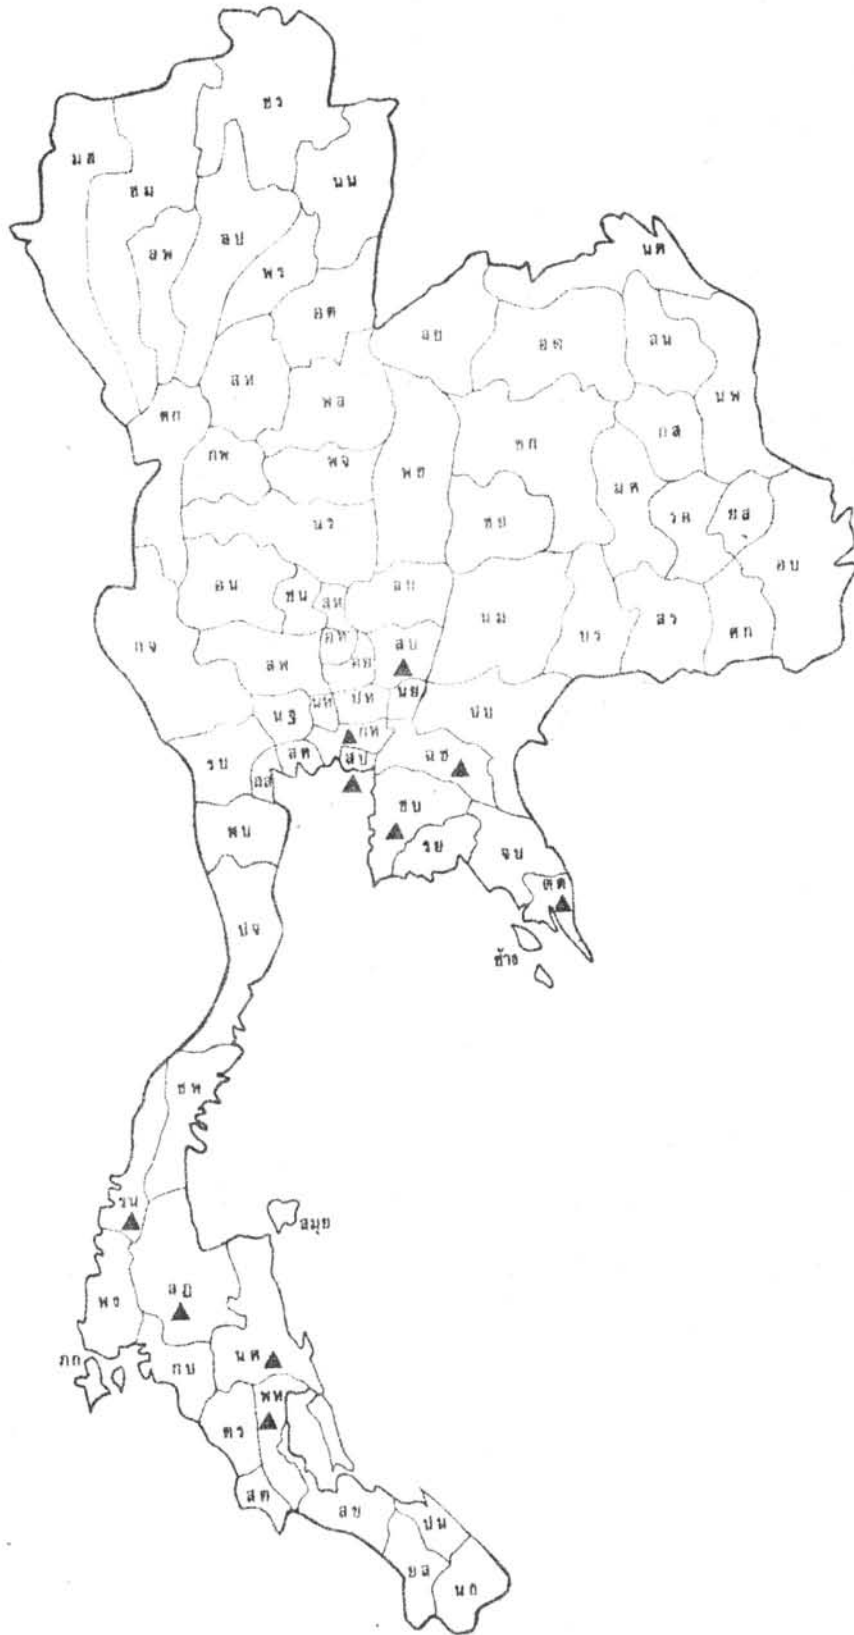 ชร
มส
ชม
นน
ลป
ลพ
พร
นค
อต
ลย
อด
สน
สท
นพ
พล
ตก
กส
ขก
กพ
พจ
พช
มค
รอ
ยส
ชย
นร
อบ
อน
ชน
สห
ลบ
นม
บร
สร
ศก
กจ
สพ
อท
อย
สบ
นฐ
นท
ปท
นย
ปบ
กท
รบ
สค
สป
ฉช
สส
ชบ
พบ
รย
จบ
ตต
ปข
ช้าง
ชพ
รน
สมุย
พง
สฎ
ภก
กบ
นศ
พท
ตร
สต
สข
ปน
ยล
นถ